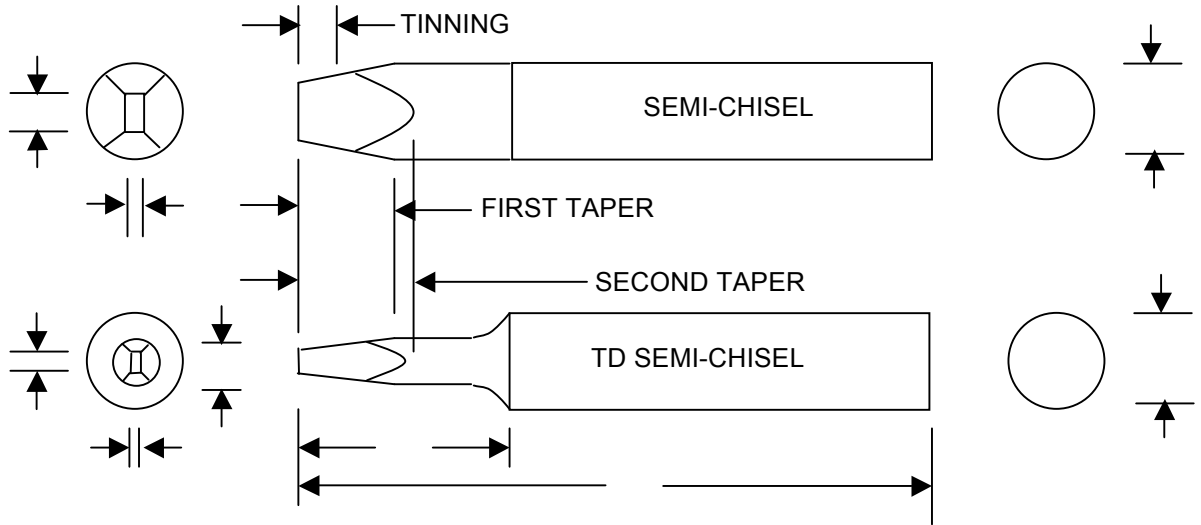 TINNING
SEMI-CHISEL
FIRST TAPER
SECOND TAPER
TD SEMI-CHISEL